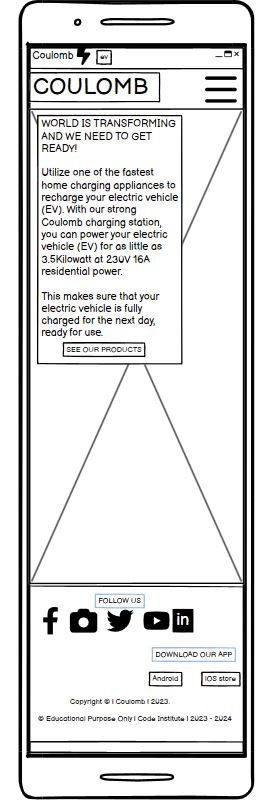 Coulomb eV
COULOMB
WORLD IS TRANSFORMING
AND WE NEED TO GET
READY!
Utilize one of the fastest
home charging appliances to
recharge your electric vehicle
(EV). With our strong
Coulomb charging station,
you can power your electric
vehicle (EV) for as little as
3.5Kilowatt at 230V 16A
residential power.
This makes sure that your
electric vehicle is fully
charged for the next day,
ready for use.
SEE OUR PRODUCTS
FOLLOW US
DOWNLOAD OUR APP
Android IOS store
Copyright © | Coulomb | 2023.
© Educational Purpose Only | Code Institute | 2023 - 2024